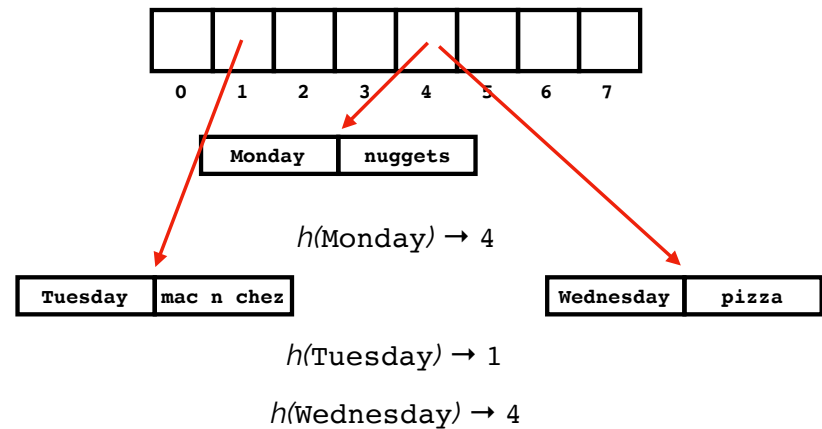 0 1 2 3 4 5 6 7
Monday nuggets
h(Monday) → 4
Tuesday mac n chez Wednesday pizza
h(Tuesday) → 1
h(Wednesday) → 4